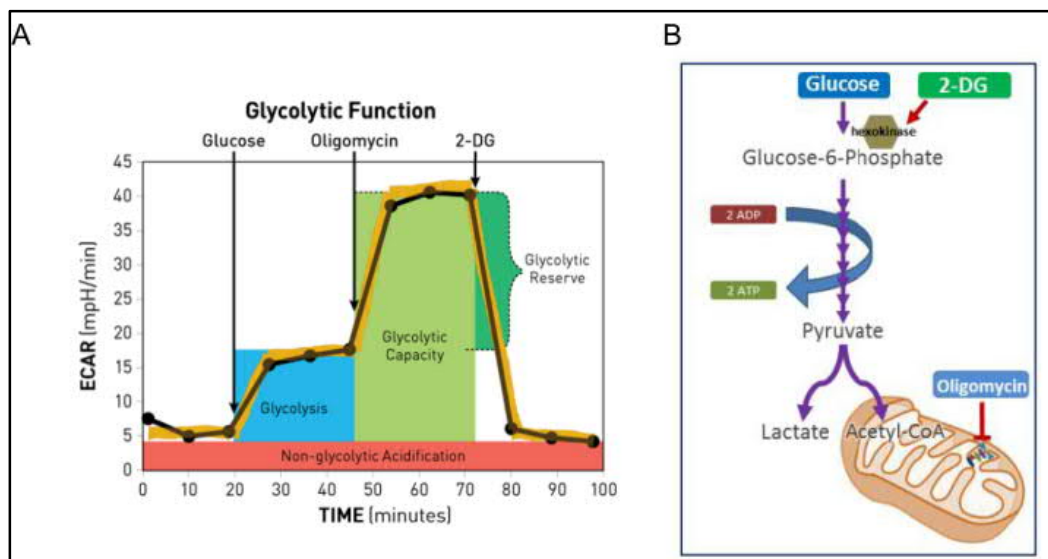 A
Glycolytic Function
Glucose
Oligomycin
2-DG
ECAR (mpH/min)
45
40
35
30
25
20
15
10
5
0
Glycolytic
Reserve
Glycolytic
Capacity
Glycolysis
Non-glycolytic Acidification
0 10 20 30 40 50 60 70 80 90 100
TIME (minutes)
B
Glucose
2-DG
hexokinase
Glucose-6-Phosphate
2 ADP
2 ATP
Pyruvate
Oligomycin
Lactate
Acetyl-CoA